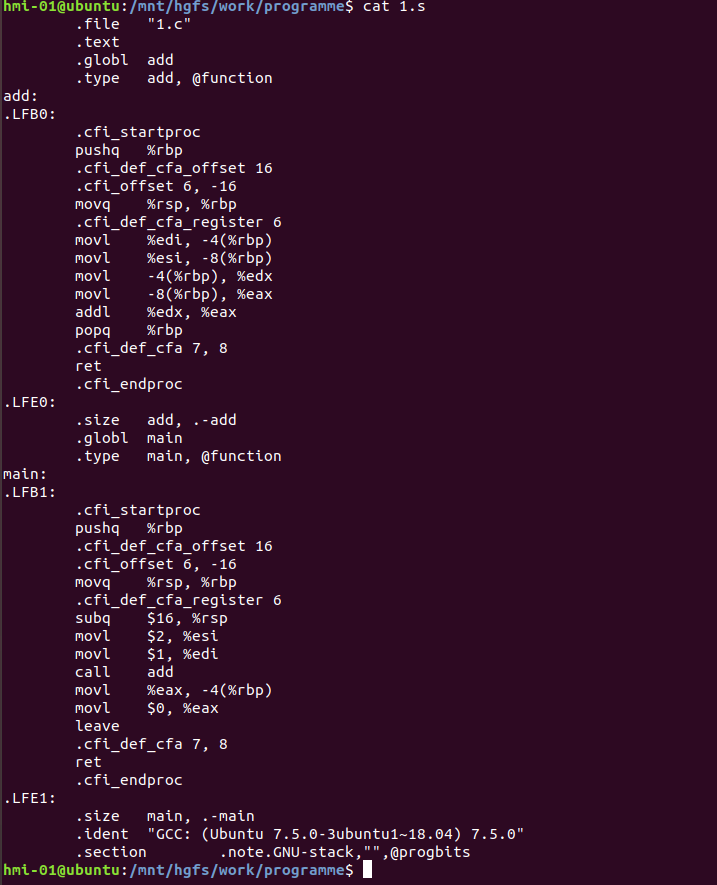 hmi-01@ubuntu:/mnt/hgfs/work/programme$ cat 1.s
	.file	"1.c"
	.text
	.globl	add
	.type	add, @function
add:
.LFB0:
	.cfi_startproc
	pushq	%rbp
	.cfi_def_cfa_offset 16
	.cfi_offset 6, -16
	movq	%rsp, %rbp
	.cfi_def_cfa_register 6
	movl	%edi, -4(%rbp)
	movl	%esi, -8(%rbp)
	movl	-4(%rbp), %edx
	movl	-8(%rbp), %eax
	addl	%edx, %eax
	popq	%rbp
	.cfi_def_cfa 7, 8
	ret
	.cfi_endproc
.LFE0:
	.size	add, .-add
	.globl	main
	.type	main, @function
main:
.LFB1:
	.cfi_startproc
	pushq	%rbp
	.cfi_def_cfa_offset 16
	.cfi_offset 6, -16
	movq	%rsp, %rbp
	.cfi_def_cfa_register 6
	subq	$16, %rsp
	movl	$2, %esi
	movl	$1, %edi
	call	add
	movl	%eax, -4(%rbp)
	movl	$0, %eax
	leave
	.cfi_def_cfa 7, 8
	ret
	.cfi_endproc
.LFE1:
	.size	main, .-main
	.ident	"GCC: (Ubuntu 7.5.0-3ubuntu1~18.04) 7.5.0"
	.section	.note.GNU-stack,"",@progbits
hmi-01@ubuntu:/mnt/hgfs/work/programme$